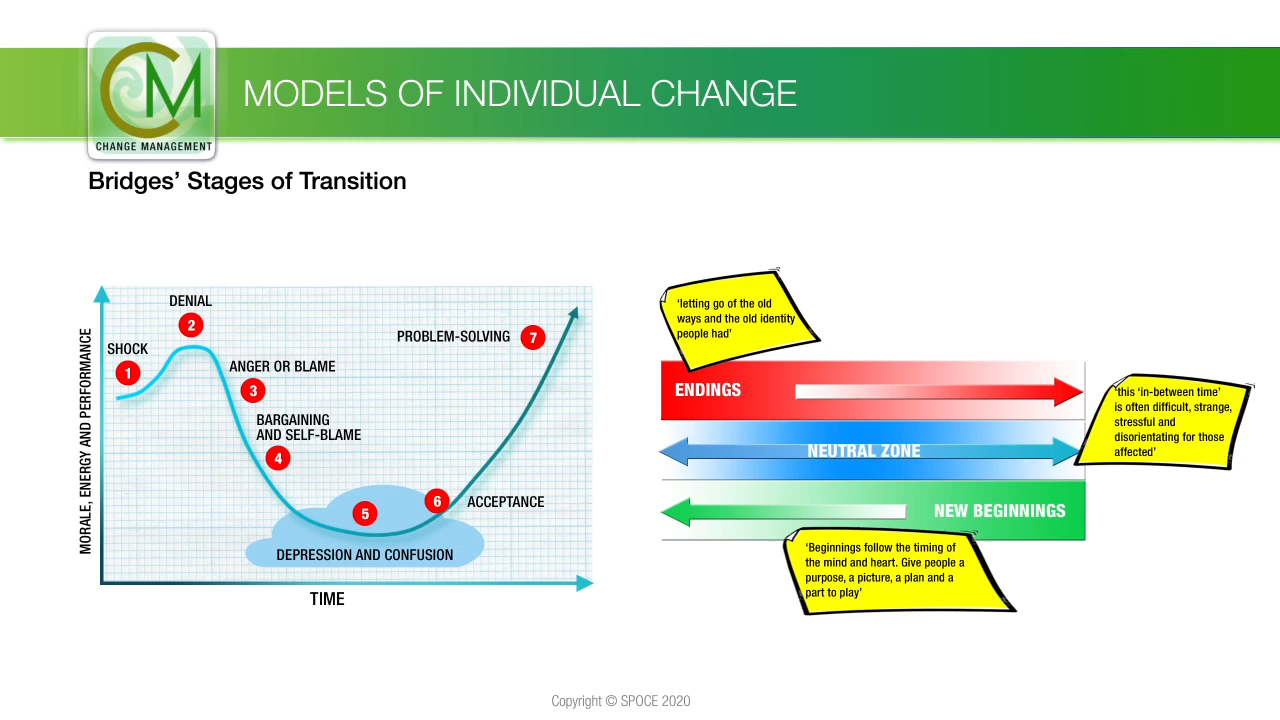 CM
CHANGE MANAGEMENT
MODELS OF INDIVIDUAL CHANGE
Bridges’ Stages of Transition
MORALE, ENERGY AND PERFORMANCE
SHOCK
1
DENIAL
2
ANGER OR BLAME
3
BARGAINING
AND SELF-BLAME
4
5
DEPRESSION AND CONFUSION
6
ACCEPTANCE
PROBLEM-SOLVING
7
TIME
‘letting go of the old
ways and the old identity
people had’
ENDINGS
NEUTRAL ZONE
‘this ‘in-between time’
is often difficult, strange,
stressful and
disorientating for those
affected’
NEW BEGINNINGS
‘Beginnings follow the timing of
the mind and heart. Give people a
purpose, a picture, a plan and a
part to play’
Copyright © SPOCE 2020